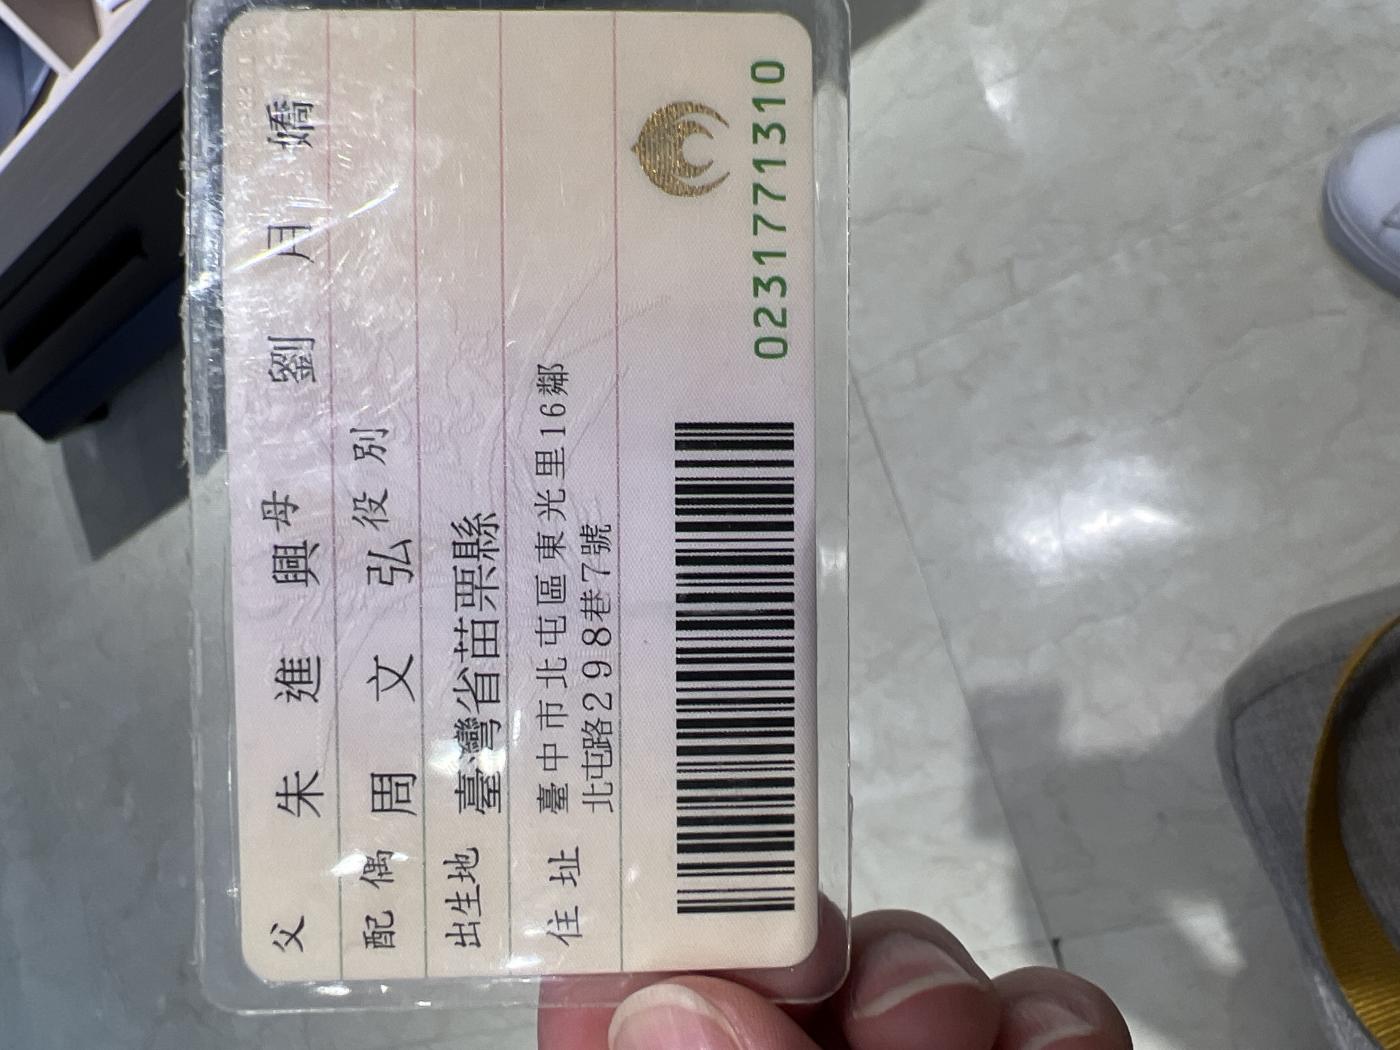 父 朱進興 母 劉月嬌
配偶 周文弘 役別
出生地 臺灣省苗栗縣
住址 臺中市北屯區東光里16鄰
北屯路298巷7號
0231771310